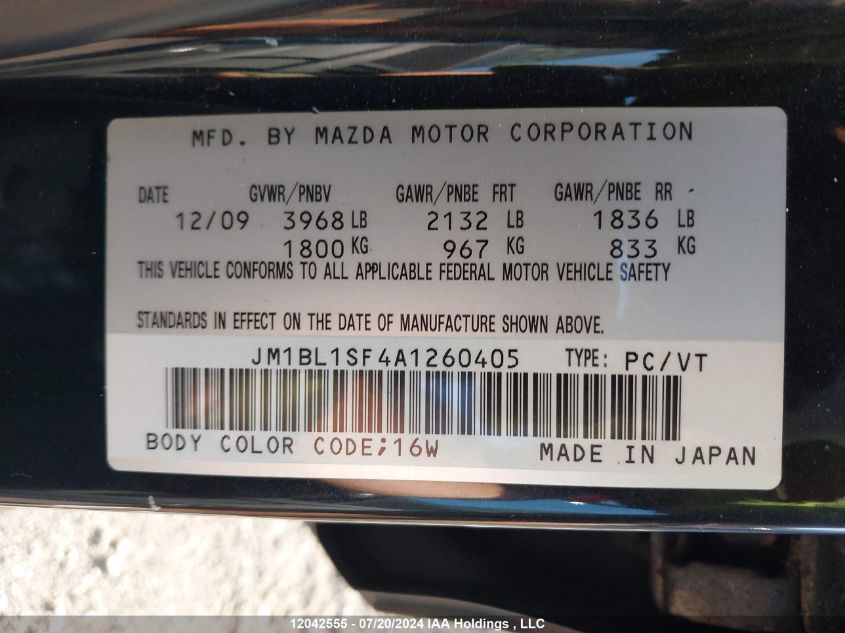 MFD. BY MAZDA MOTOR CORPORATION
DATE GVWR/PNBV GAWR/PNBE FRT GAWR/PNBE RR
12/09 3968 LB 2132 LB 1836 LB
1800 KG 967 KG 833 KG
THIS VEHICLE CONFORMS TO ALL APPLICABLE FEDERAL MOTOR VEHICLE SAFETY
STANDARDS IN EFFECT ON THE DATE OF MANUFACTURE SHOWN ABOVE.
JM1BL1SF4A1260405 TYPE: PC/VT
BODY COLOR CODE;16W MADE IN JAPAN
12042555 - 07/20/2024 IAA Holdings, LLC